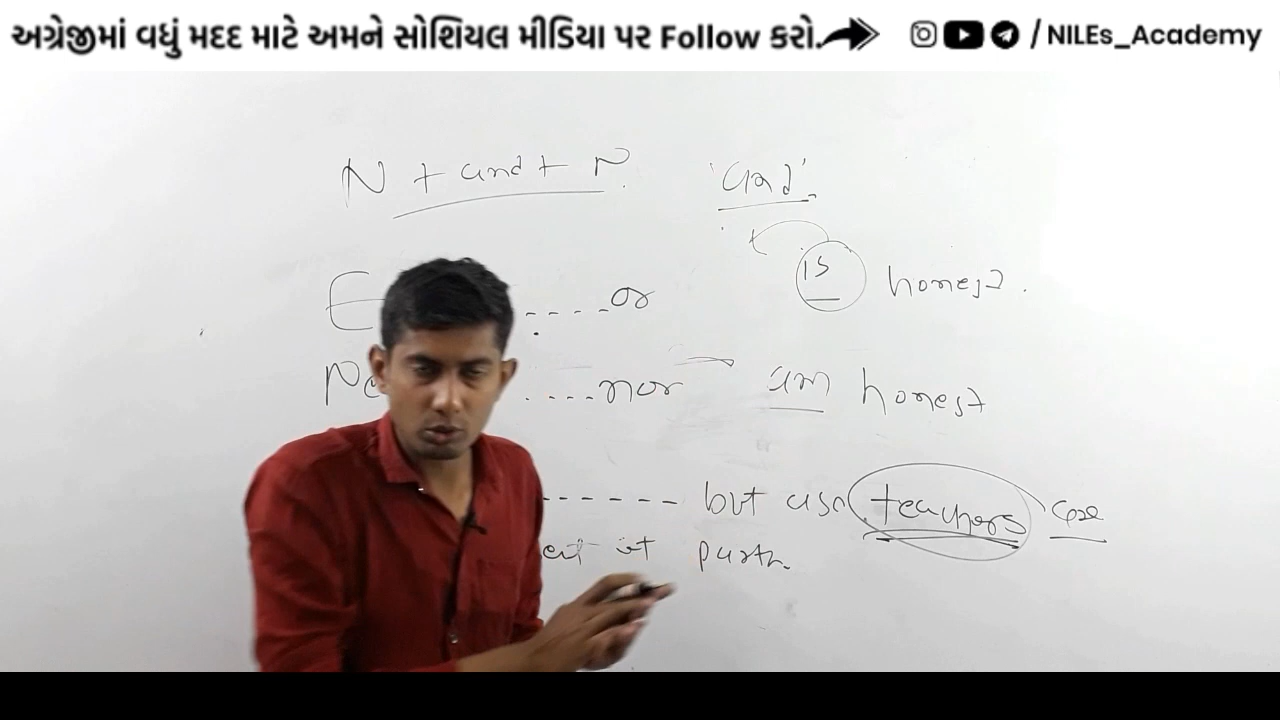 અગ્રેજીમાં વધું મદદ માટે અમને સોશિયલ મીડિયા પર Follow કરો. / NILEs_Academy
N + and + N. 'and'.
E ----or is honest.
Ne ....nor am honest
------ but also teachers are